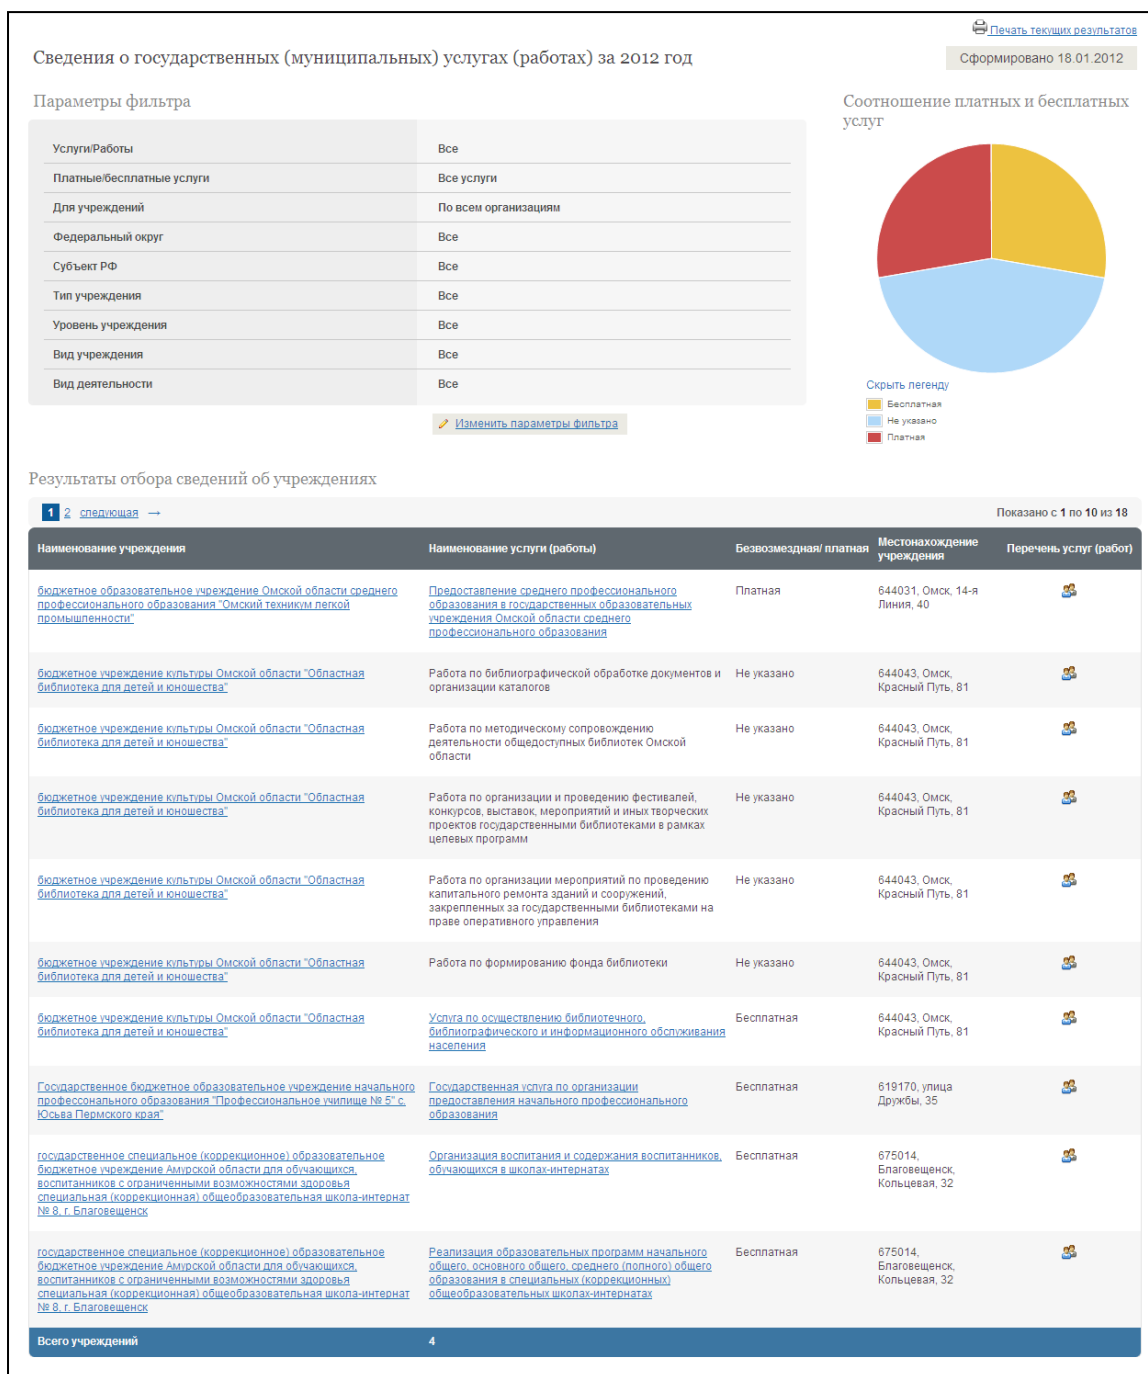 Печать текущих результатов
Сведения о государственных (муниципальных) услугах (работах) за 2012 год
Сформировано 18.01.2012
Параметры фильтра
Соотношение платных и бесплатных
услуг
Услуги/Работы Все
Платные/бесплатные услуги Все услуги
Для учреждений По всем организациям
Федеральный округ Все
Субъект РФ Все
Тип учреждения Все
Уровень учреждения Все
Вид учреждения Все
Вид деятельности Все
Изменить параметры фильтра
Скрыть легенду
Бесплатная
Не указано
Платная
Результаты отбора сведений об учреждениях
1 2 следующая →
Показано с 1 по 10 из 18
Наименование учреждения
Наименование услуги (работы)
Безвозмездная/ платная
Местонахождение
учреждения
Перечень услуг (работ)
бюджетное образовательное учреждение Омской области среднего
профессионального образования "Омский техникум легкой
промышленности"
Предоставление среднего профессионального
образования в государственных образовательных
учреждения Омской области среднего
профессионального образования
Платная
644031, Омск, 14-я
Линия, 40
бюджетное учреждение культуры Омской области "Областная
библиотека для детей и юношества"
Работа по библиографической обработке документов и
организации каталогов
Не указано
644043, Омск,
Красный Путь, 81
бюджетное учреждение культуры Омской области "Областная
библиотека для детей и юношества"
Работа по методическому сопровождению
деятельности общедоступных библиотек Омской
области
Не указано
644043, Омск,
Красный Путь, 81
бюджетное учреждение культуры Омской области "Областная
библиотека для детей и юношества"
Работа по организации и проведению фестивалей,
конкурсов, выставок, мероприятий и иных творческих
проектов государственными библиотеками в рамках
целевых программ
Не указано
644043, Омск,
Красный Путь, 81
бюджетное учреждение культуры Омской области "Областная
библиотека для детей и юношества"
Работа по организации мероприятий по проведению
капитального ремонта зданий и сооружений,
закрепленных за государственными библиотеками на
праве оперативного управления
Не указано
644043, Омск,
Красный Путь, 81
бюджетное учреждение культуры Омской области "Областная
библиотека для детей и юношества"
Работа по формированию фонда библиотеки
Не указано
644043, Омск,
Красный Путь, 81
бюджетное учреждение культуры Омской области "Областная
библиотека для детей и юношества"
Услуга по осуществлению библиотечного,
библиографического и информационного обслуживания
населения
Бесплатная
644043, Омск,
Красный Путь, 81
Государственное бюджетное образовательное учреждение начального
профессонального образования "Профессиональное училище № 5" с.
Юсьва Пермского края"
Государственная услуга по организации
предоставления начального профессионального
образования
Бесплатная
619170, улица
Дружбы, 35
государственное специальное (коррекционное) образовательное
бюджетное учреждение Амурской области для обучающихся,
воспитанников с ограниченными возможностями здоровья
специальная (коррекционная) общеобразовательная школа-интернат
№ 8, г. Благовещенск
Организация воспитания и содержания воспитанников,
обучающихся в школах-интернатах
Бесплатная
675014,
Благовещенск,
Кольцевая, 32
государственное специальное (коррекционное) образовательное
бюджетное учреждение Амурской области для обучающихся,
воспитанников с ограниченными возможностями здоровья
специальная (коррекционная) общеобразовательная школа-интернат
№ 8, г. Благовещенск
Реализация образовательных программ начального
общего, основного общего, среднего (полного) общего
образования в специальных (коррекционных)
общеобразовательных школах-интернатах
Бесплатная
675014,
Благовещенск,
Кольцевая, 32
Всего учреждений 4